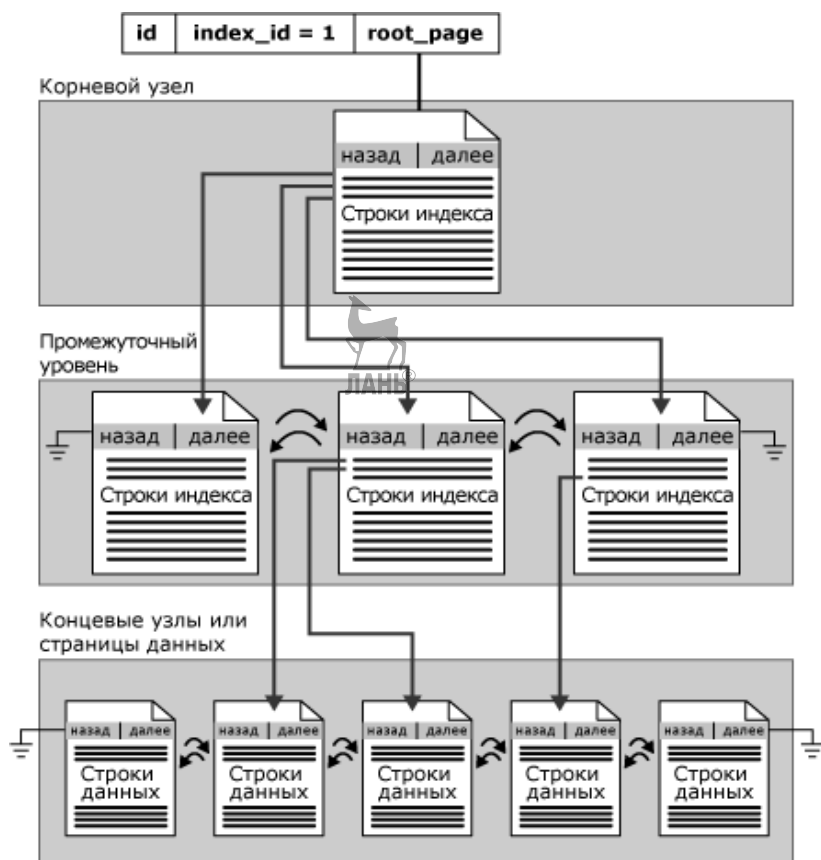 id index_id = 1 root_page
Корневой узел
назад далее
Строки индекса
Промежуточный
уровень
ЛАНЬ®
назад далее
назад далее
назад далее
Строки индекса
Строки индекса
Строки индекса
Концевые узлы или
страницы данных
назад далее
назад далее
назад далее
назад далее
назад далее
Строки
данных
Строки
данных
Строки
данных
Строки
данных
Строки
данных